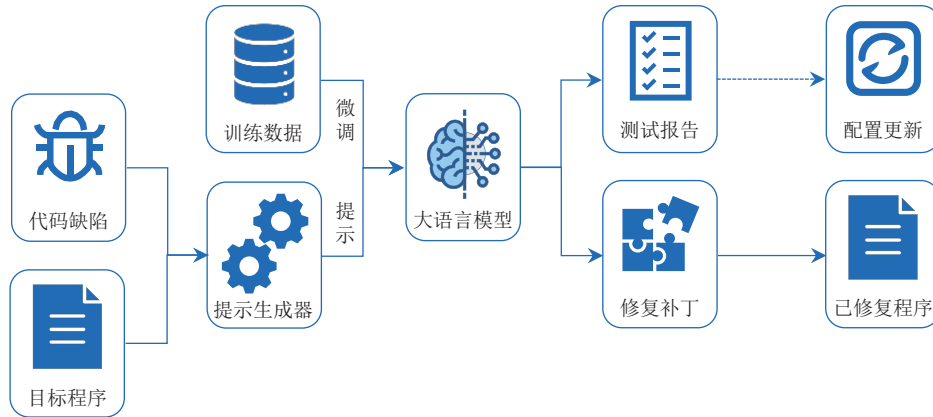 训练数据
微调
测试报告
配置更新
代码缺陷
提示
大语言模型
提示生成器
修复补丁
已修复程序
目标程序